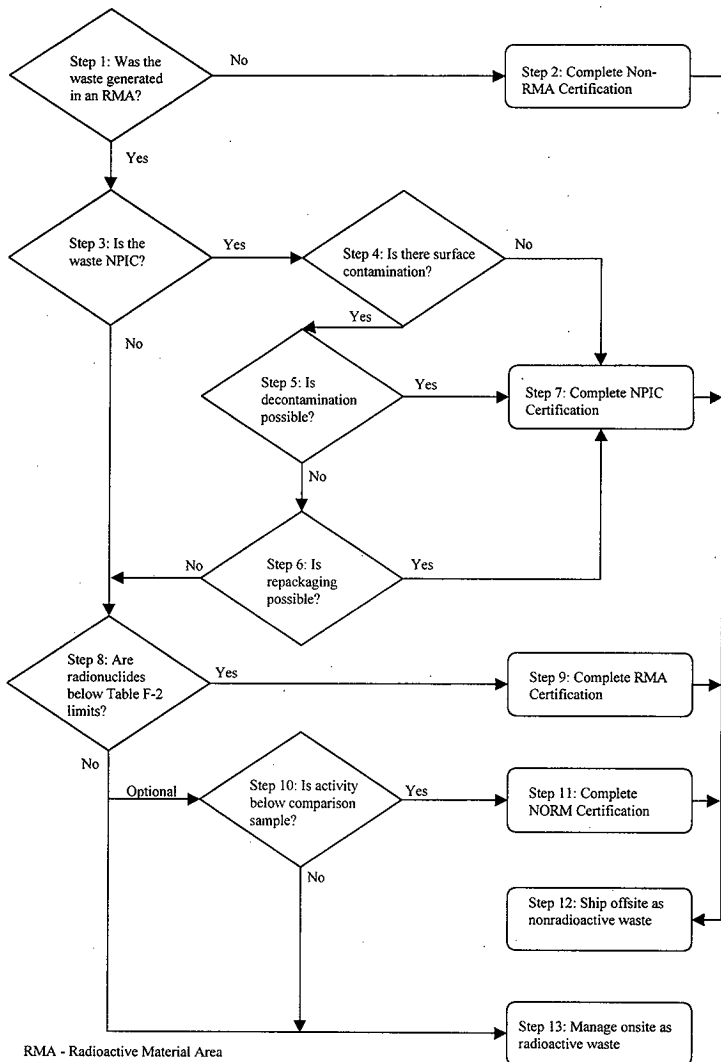 Step 1: Was the
waste generated
in an RMA?
No
Step 2: Complete Non-
RMA Certification
Yes
Step 3: Is the
waste NPIC?
Yes
Step 4: Is there surface
contamination?
No
Yes
No
Step 5: Is
decontamination
possible?
Yes
Step 7: Complete NPIC
Certification
No
Step 6: Is
repackaging
possible?
No
Yes
Step 8: Are
radionuclides
below Table F-2
limits?
Yes
Step 9: Complete RMA
Certification
No
Optional
Step 10: Is activity
below comparison
sample?
Yes
Step 11: Complete
NORM Certification
No
Step 12: Ship offsite as
nonradioactive waste
Step 13: Manage onsite as
radioactive waste
RMA - Radioactive Material Area